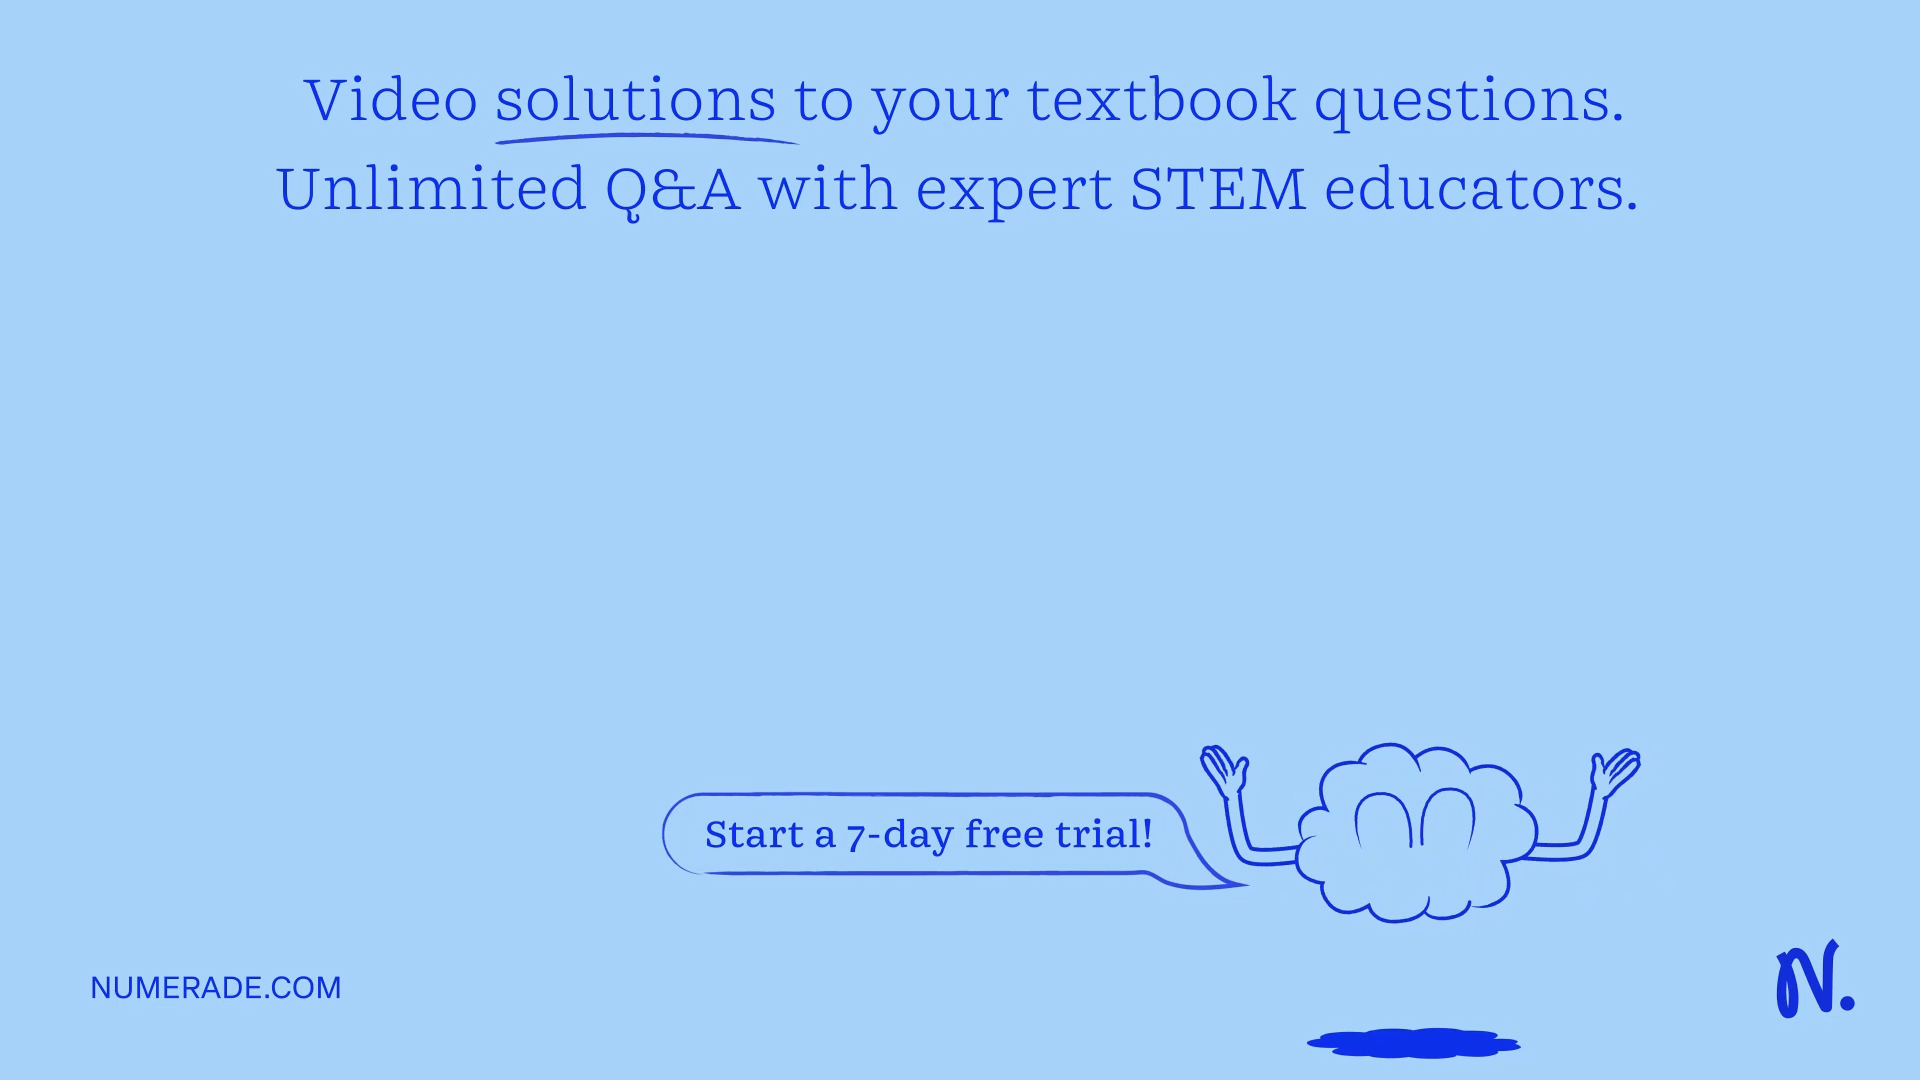 Video solutions to your textbook questions.
Unlimited Q&A with expert STEM educators.
Start a 7-day free trial!
NUMERADE.COM
N.